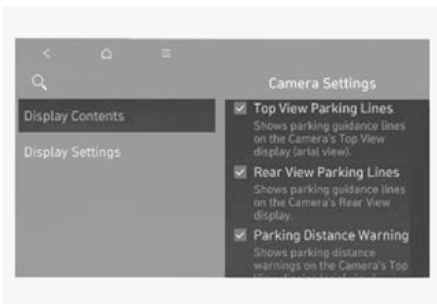 Camera Settings
Display Contents
Display Settings
Top View Parking Lines
Shows parking guidance lines
on the Camera's Top View
display (arial view).
Rear View Parking Lines
Shows parking guidance lines
on the Camera's Rear View
display.
Parking Distance Warning
Shows parking distance
warnings on the Camera's Top